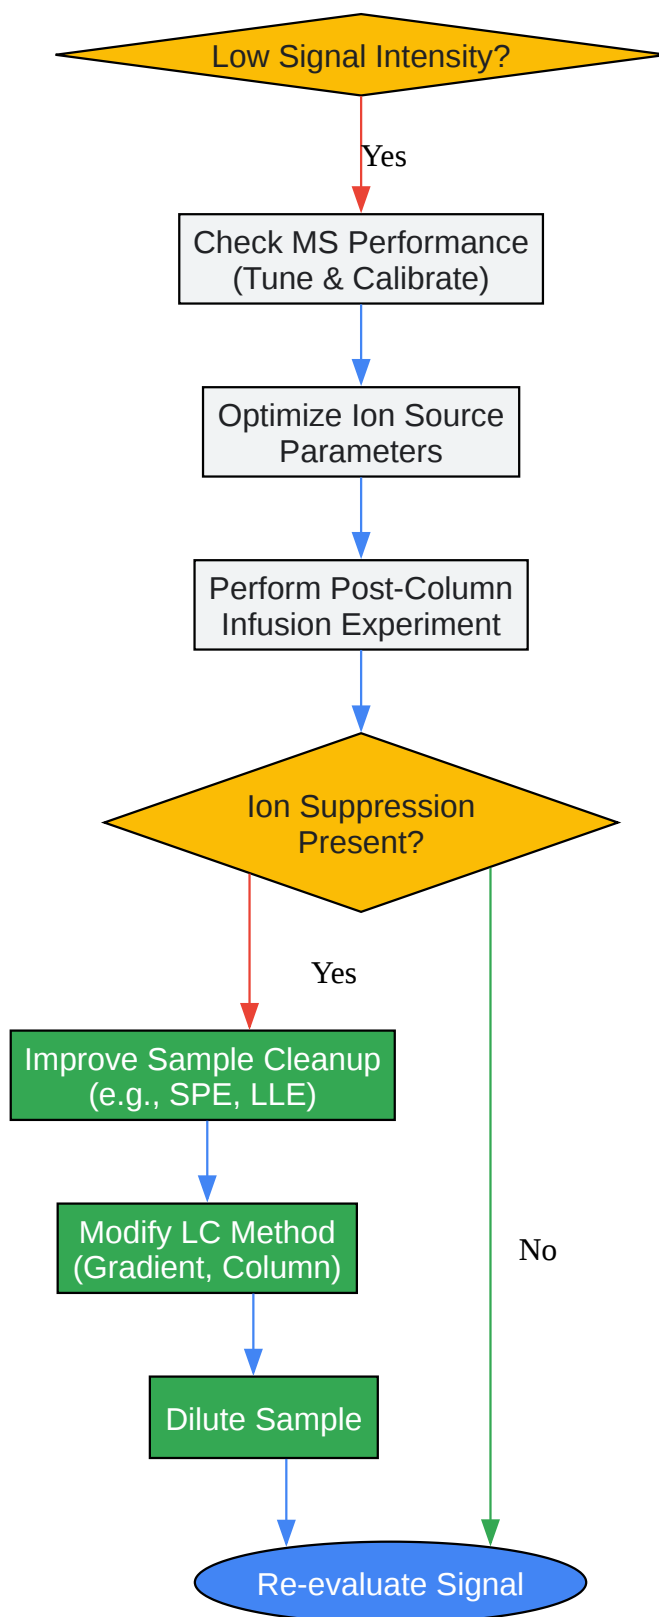 Low Signal Intensity?
Yes
Check MS Performance
(Tune & Calibrate)
Optimize Ion Source
Parameters
Perform Post-Column
Infusion Experiment
Ion Suppression
Present?
Yes
Improve Sample Cleanup
(e.g., SPE, LLE)
Modify LC Method
(Gradient, Column)
No
Dilute Sample
Re-evaluate Signal